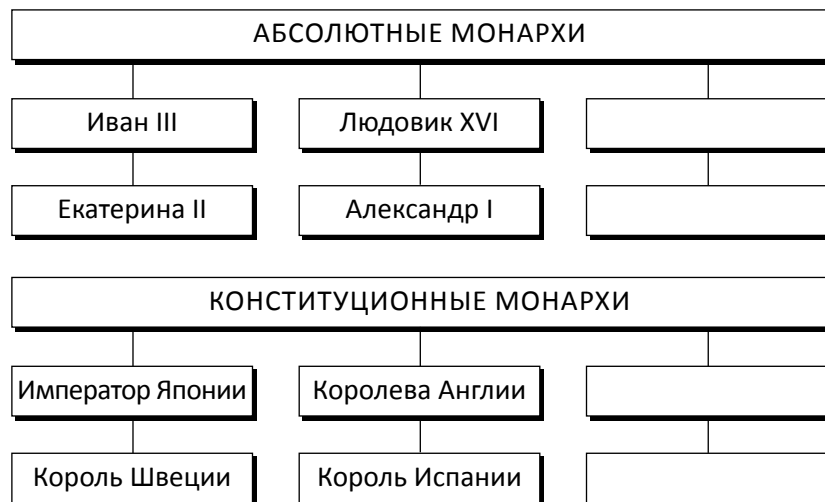 АБСОЛЮТНЫЕ МОНАРХИ
Иван III
Людовик XVI
Екатерина II
Александр I
КОНСТИТУЦИОННЫЕ МОНАРХИ
Император Японии
Королева Англии
Король Швеции
Король Испании